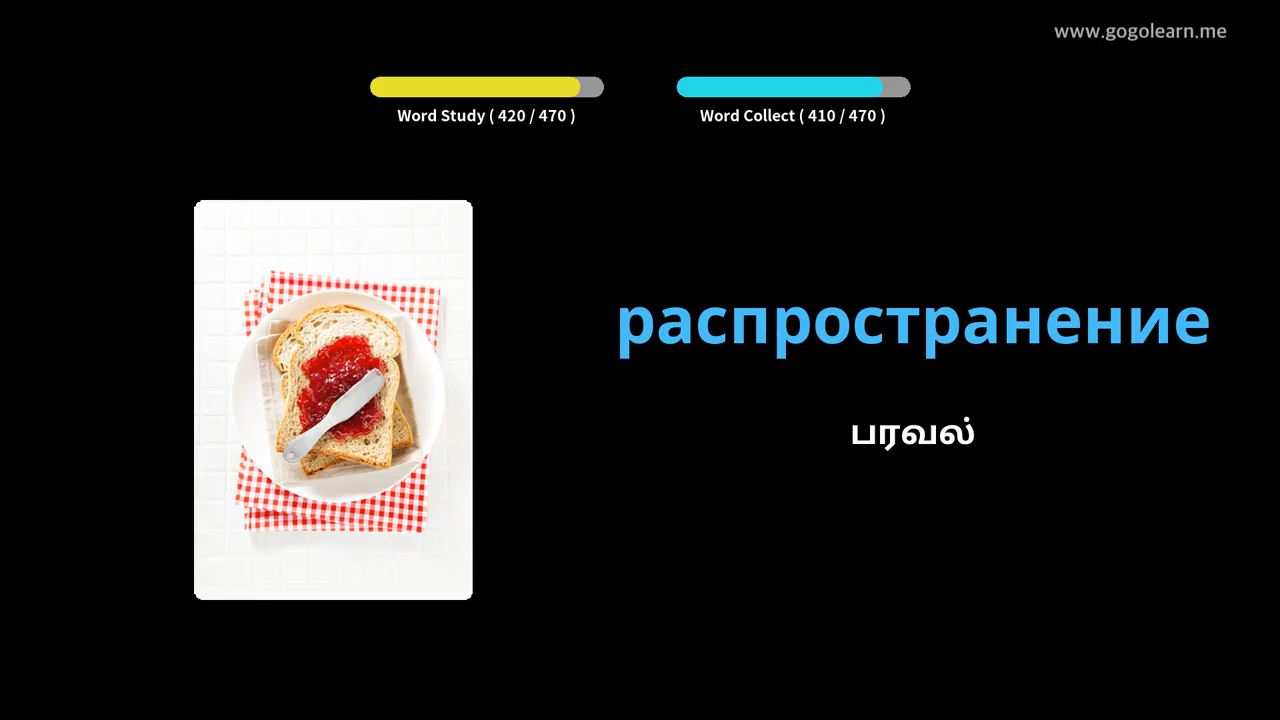 www.gogolearn.me
Word Study ( 420 / 470 )
Word Collect ( 410 / 470 )
распространение
பரவல்